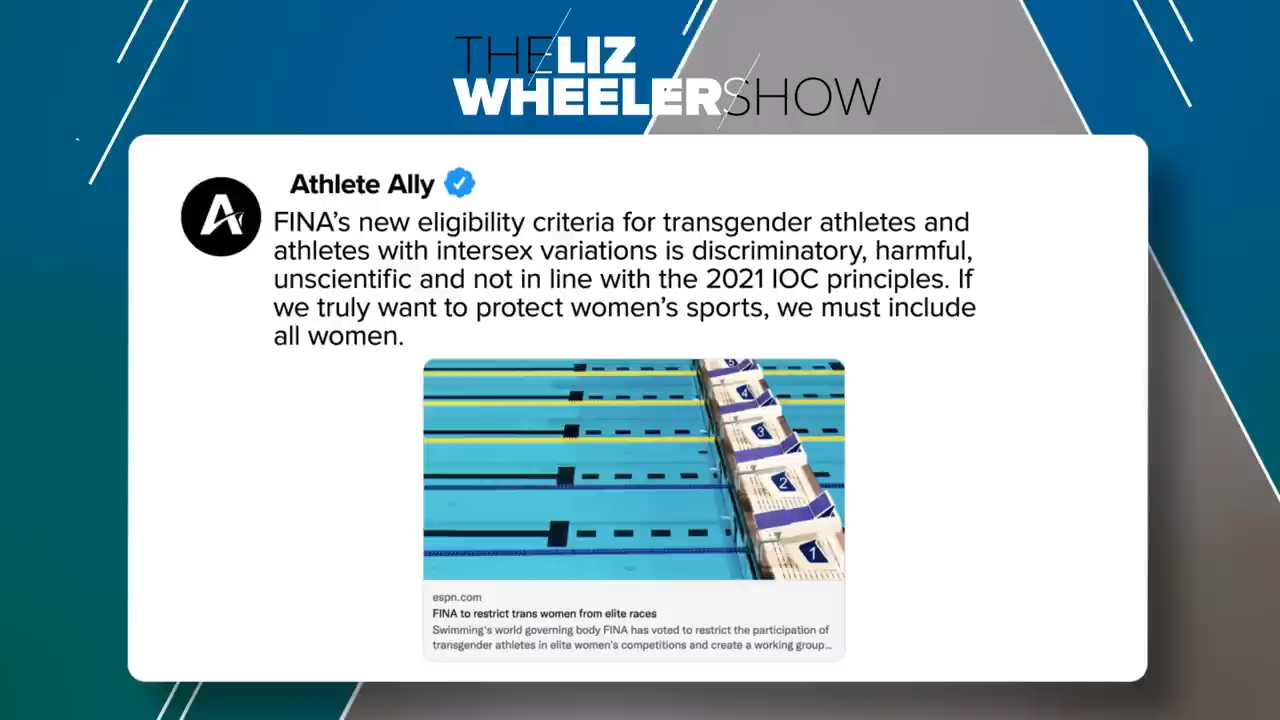 THE LIZ
WHEELER SHOW
Athlete Ally
FINA’s new eligibility criteria for transgender athletes and
athletes with intersex variations is discriminatory, harmful,
unscientific and not in line with the 2021 IOC principles. If
we truly want to protect women’s sports, we must include
all women.
5
4
3
2
1
espn.com
FINA to restrict trans women from elite races
Swimming's world governing body FINA has voted to restrict the participation of
transgender athletes in elite women's competitions and create a working group...